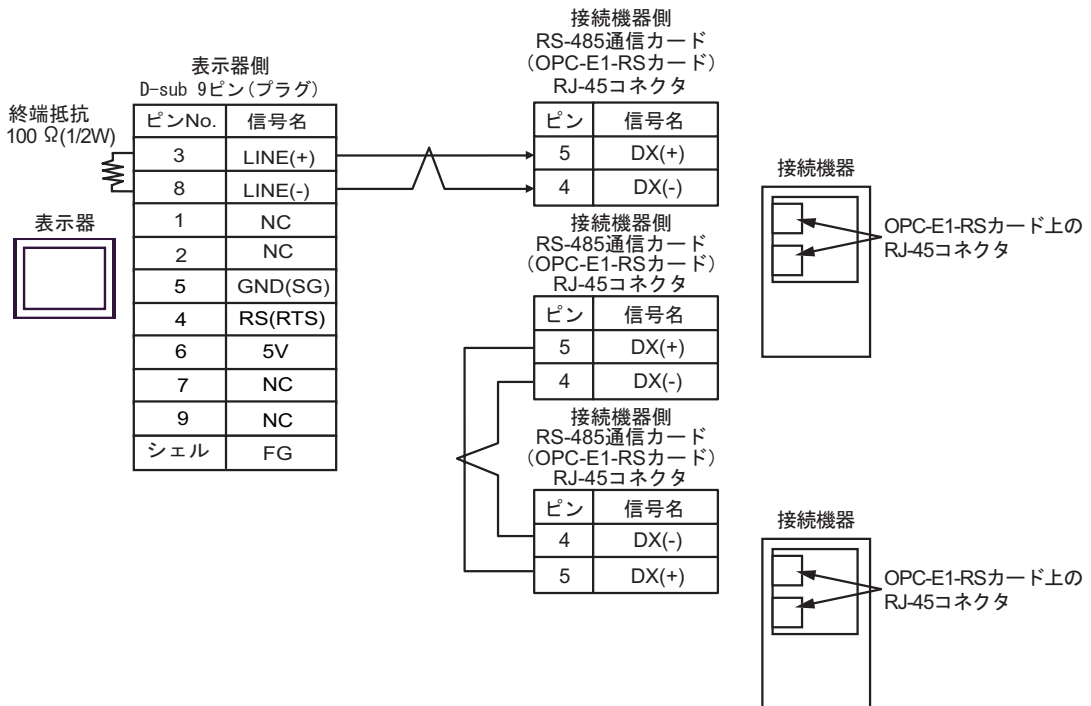 表示器側
D-sub 9ピン(プラグ)
終端抵抗
100 Ω(1/2W)
表示器
ピンNo. 信号名
3 LINE(+)
8 LINE(-)
1 NC
2 NC
5 GND(SG)
4 RS(RTS)
6 5V
7 NC
9 NC
シェル FG
接続機器側
RS-485通信カード
(OPC-E1-RSカード)
RJ-45コネクタ
ピン 信号名
5 DX(+)
4 DX(-)
接続機器側
RS-485通信カード
(OPC-E1-RSカード)
RJ-45コネクタ
ピン 信号名
5 DX(+)
4 DX(-)
接続機器側
RS-485通信カード
(OPC-E1-RSカード)
RJ-45コネクタ
ピン 信号名
4 DX(-)
5 DX(+)
接続機器
OPC-E1-RSカード上の
RJ-45コネクタ
接続機器
OPC-E1-RSカード上の
RJ-45コネクタ